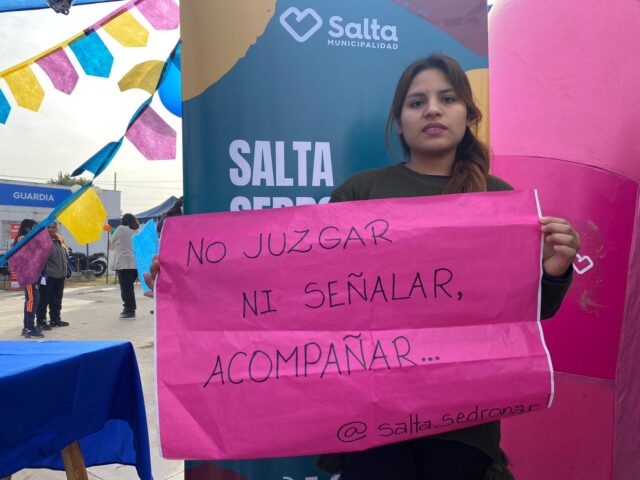 Salta
MUNICIPALIDAD
SALTA
GUARDIA
NO JUZGAR
NI SEÑALAR,
ACOMPAÑAR...
@salta.sedronar